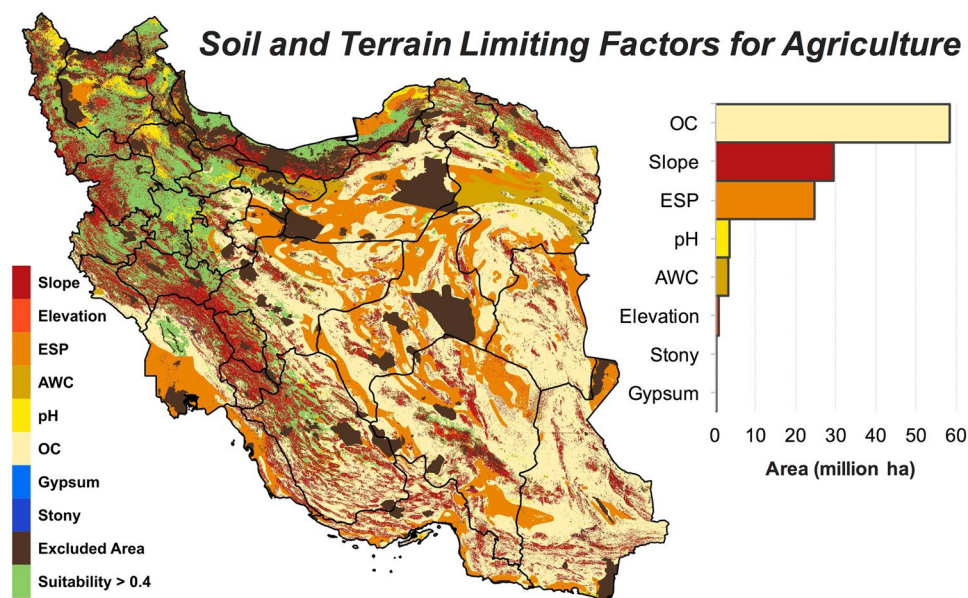 Soil and Terrain Limiting Factors for Agriculture
OC
Slope
ESP
pH
AWC
Elevation
Stony
Gypsum
0 10 20 30 40 50 60
Area (million ha)
Slope
Elevation
ESP
AWC
pH
OC
Gypsum
Stony
Excluded Area
Suitability > 0.4